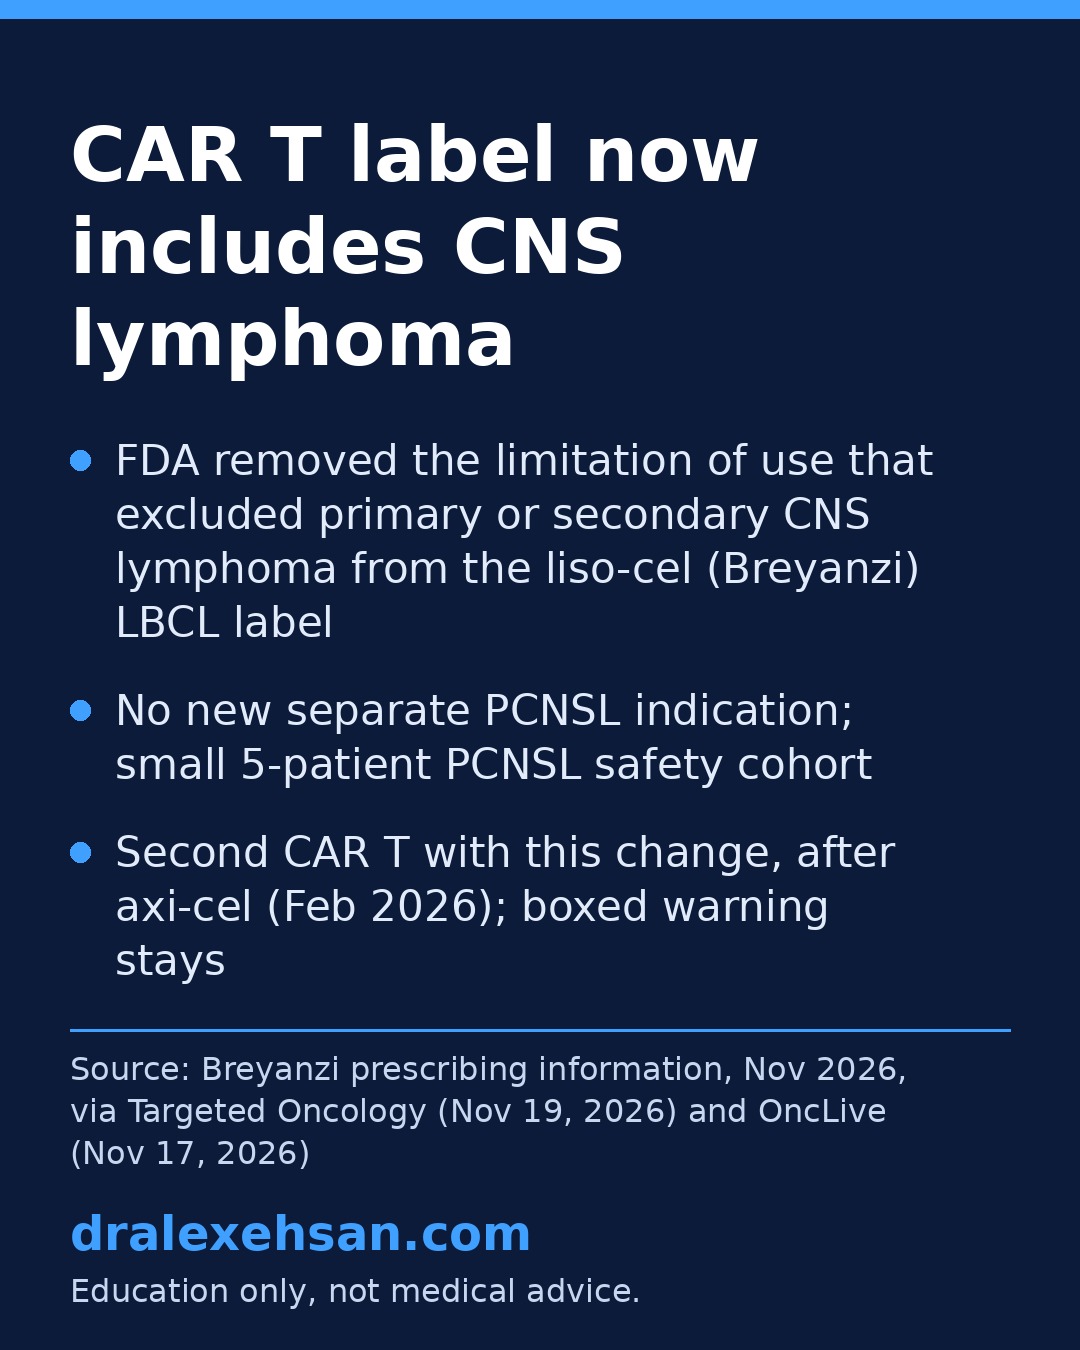 CAR T label now
includes CNS
lymphoma
FDA removed the limitation of use that
excluded primary or secondary CNS
lymphoma from the liso-cel (Breyanzi)
LBCL label
No new separate PCNSL indication;
small 5-patient PCNSL safety cohort
Second CAR T with this change, after
axi-cel (Feb 2026); boxed warning
stays
Source: Breyanzi prescribing information, Nov 2026,
via Targeted Oncology (Nov 19, 2026) and OncLive
(Nov 17, 2026)
dralexehsan.com
Education only, not medical advice.